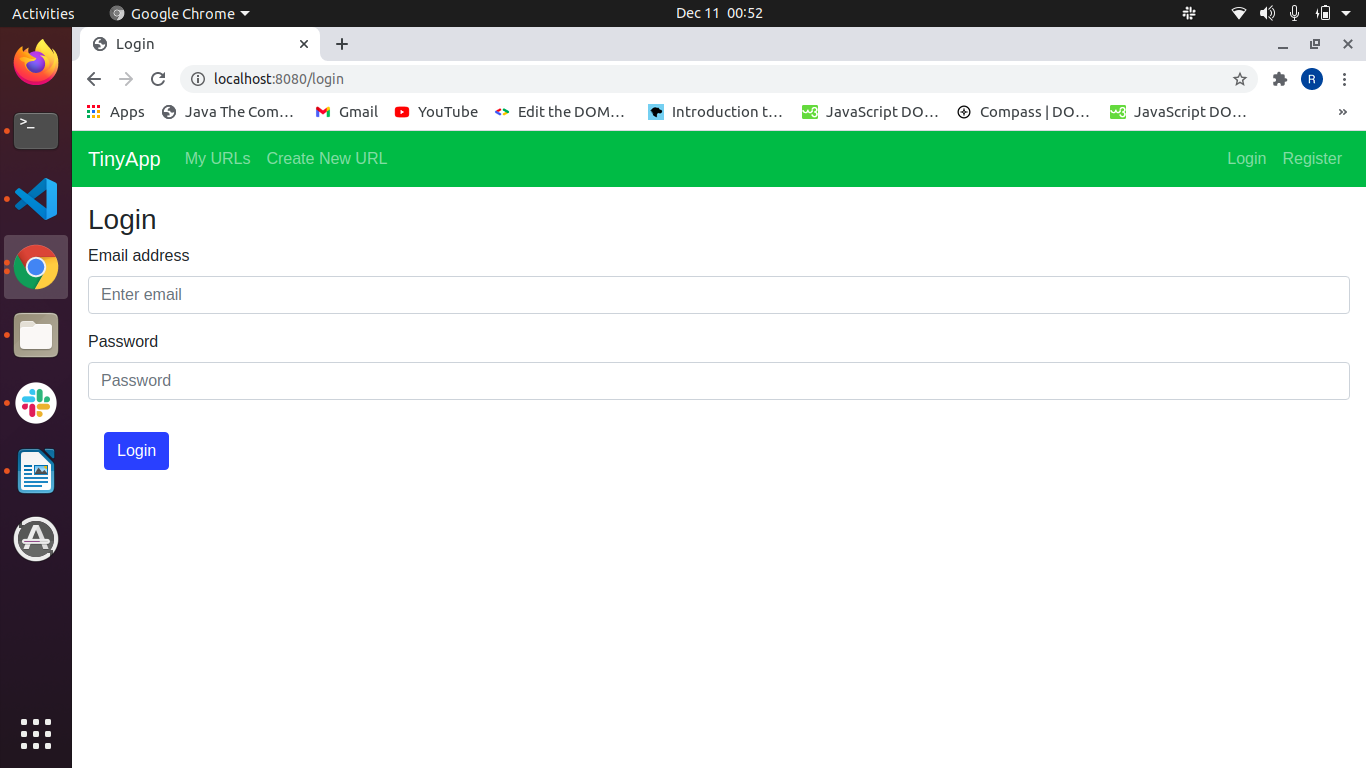 Activities Google Chrome Dec 11 00:52
Login
localhost:8080/login R
Apps Java The Com… Gmail YouTube Edit the DOM… Introduction t… JavaScript DO… Compass | DO… JavaScript DO… »
TinyApp My URLs Create New URL Login Register
Login
Email address
Enter email
Password
Password
Login